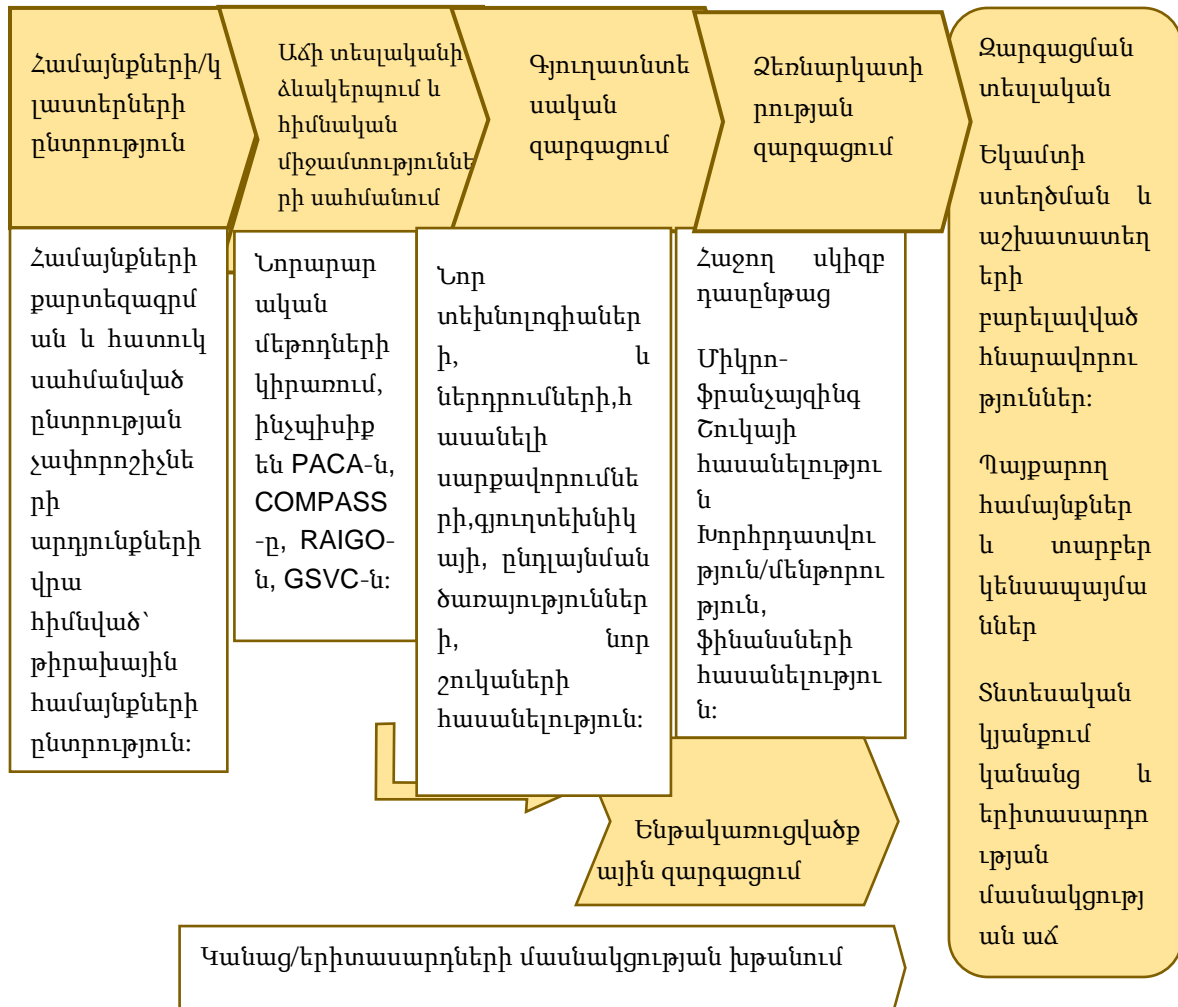 Համայնքների/կ
լաստերների
ընտրություն
Աճի տեսլականի
ձևակերպում և
հիմնական
միջամտություննե
րի սահմանում
Գյուղատնտե
սական
զարգացում
Ձեռնարկատի
րության
զարգացում
Զարգացման
տեսլական
Եկամտի
ստեղծման և
աշխատատեղ
երի
բարելավված
հնարավորու
թյուններ:
Պայքարող
համայնքներ
և տարբեր
կենսապայմա
ններ
Տնտեսական
կյանքում
կանանց և
երիտասարդո
ւթյան
մասնակցությ
ան աճ
Համայնքների
քարտեզագրմ
ան և հատուկ
սահմանված
ընտրության
չափորոշիչնե
րի
արդյունքների
վրա
հիմնված՝
թիրախային
համայնքների
ընտրություն:
Նորարար
ական
մեթոդների
կիրառում,
ինչպիսիք
են PACA-ն,
COMPASS
-ը, RAIGO-
ն, GSVC-ն:
Նոր
տեխնոլոգիաներ
ի, և
ներդրումների,հ
ասանելի
սարքավորումնե
րի,գյուղտեխնիկ
այի, ընդլայնման
ծառայություններ
ի, նոր
շուկաների
հասանելություն:
Հաջող սկիզբ
դասընթաց
Միկրո-
ֆրանչայզինգ
Շուկայի
հասանելություն
ն
Խորհրդատվու
թյուն/մենթորու
թյուն,
ֆինանսների
հասանելությու
ն:
Ենթակառուցվածք
ային զարգացում
Կանաց/երիտասարդների մասնակցության խթանում